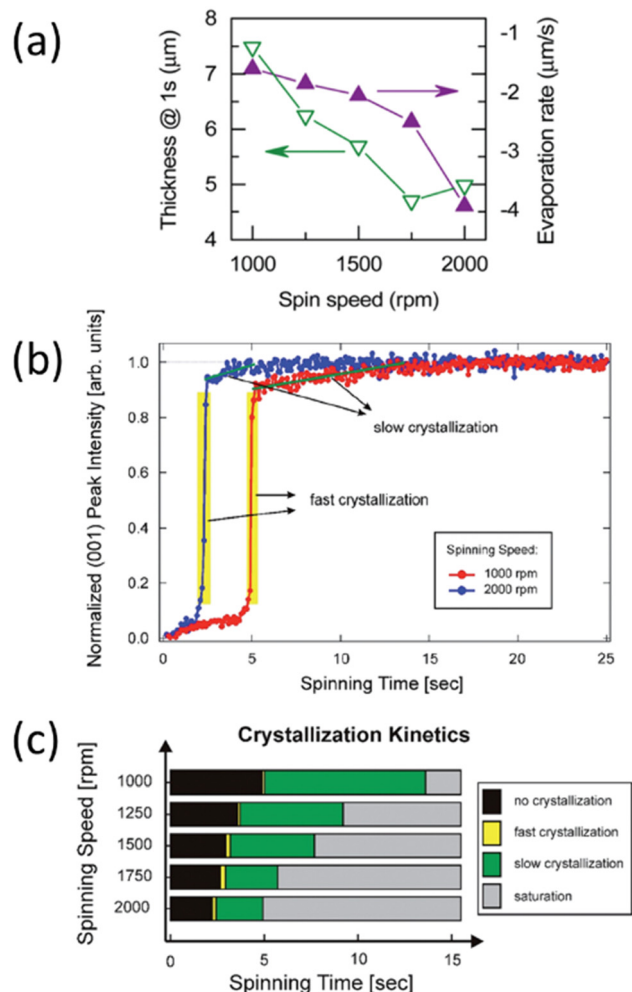 (a)
Thickness @ 1s (µm)
8
7
6
5
4
-1
-2
-3
-4
Evaporation rate (µm/s)
1000
1500
2000
Spin speed (rpm)
(b)
Normalized (001) Peak Intensity [arb. units]
1.0
0.8
0.6
0.4
0.2
0.0
slow crystallization
fast crystallization
Spinning Speed:
1000 rpm
2000 rpm
0
5
10
15
20
25
Spinning Time [sec]
(c)
Crystallization Kinetics
Spinning Speed [rpm]
1000
1250
1500
1750
2000
no crystallization
fast crystallization
slow crystallization
saturation
0
5
10
15
Spinning Time [sec]